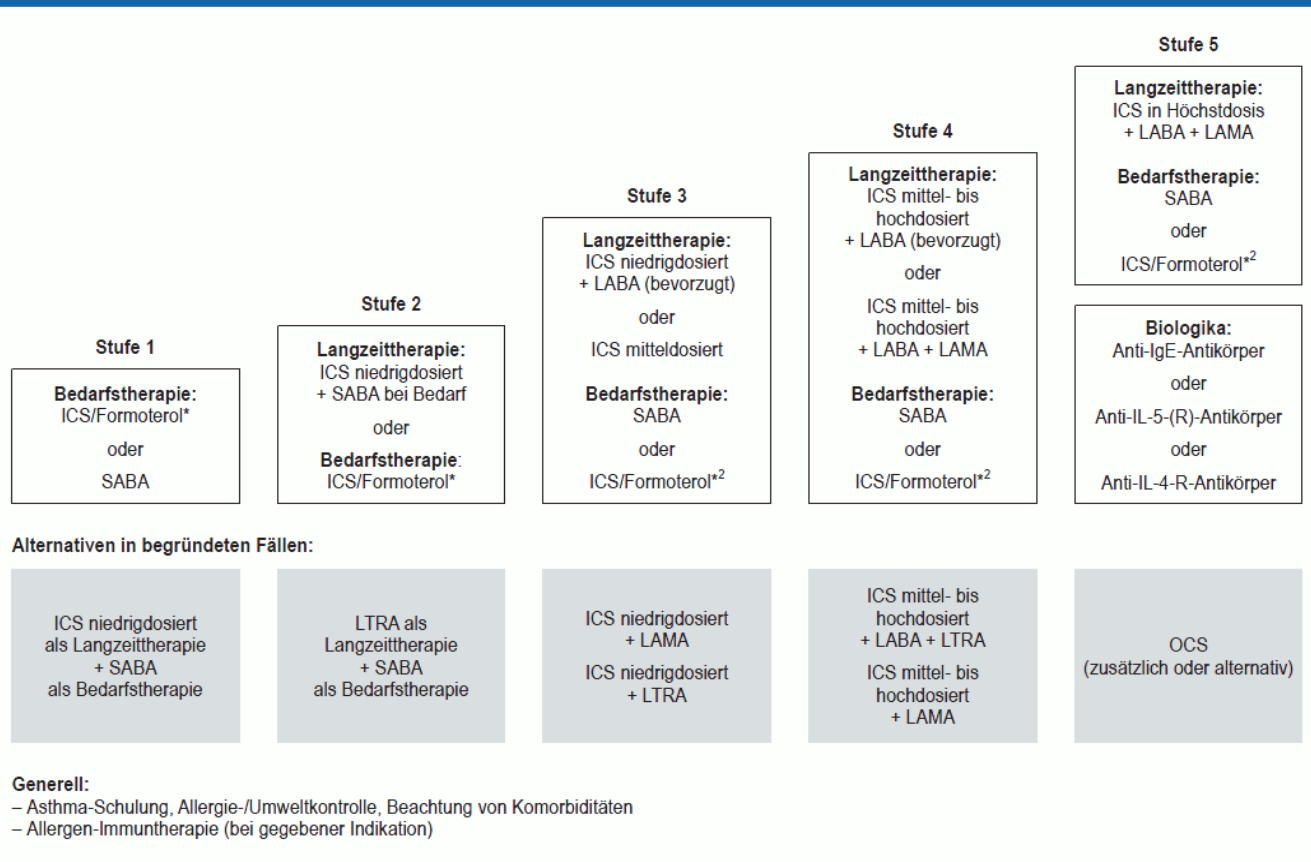 Stufe 1
Bedarfstherapie:
ICS/Formoterol*
oder
SABA
Stufe 2
Langzeittherapie:
ICS niedrigdosiert
+ SABA bei Bedarf
oder
Bedarfstherapie:
ICS/Formoterol*
Stufe 3
Langzeittherapie:
ICS niedrigdosiert
+ LABA (bevorzugt)
oder
ICS mitteldosiert
Bedarfstherapie:
SABA
oder
ICS/Formoterol*2
Stufe 4
Langzeittherapie:
ICS mittel- bis
hochdosiert
+ LABA (bevorzugt)
oder
ICS mittel- bis
hochdosiert
+ LABA + LAMA
Bedarfstherapie:
SABA
oder
ICS/Formoterol*2
Stufe 5
Langzeittherapie:
ICS in Höchstdosis
+ LABA + LAMA
Bedarfstherapie:
SABA
oder
ICS/Formoterol*2
Biologika:
Anti-IgE-Antikörper
oder
Anti-IL-5-(R)-Antikörper
oder
Anti-IL-4-R-Antikörper
Alternativen in begründeten Fällen:
ICS niedrigdosiert
als Langzeittherapie
+ SABA
als Bedarfstherapie
LTRA als
Langzeittherapie
+ SABA
als Bedarfstherapie
ICS niedrigdosiert
+ LAMA
ICS niedrigdosiert
+ LTRA
ICS mittel- bis
hochdosiert
+ LABA + LTRA
ICS mittel- bis
hochdosiert
+ LAMA
OCS
(zusätzlich oder alternativ)
Generell:
– Asthma-Schulung, Allergie-/Umweltkontrolle, Beachtung von Komorbiditäten
– Allergen-Immuntherapie (bei gegebener Indikation)